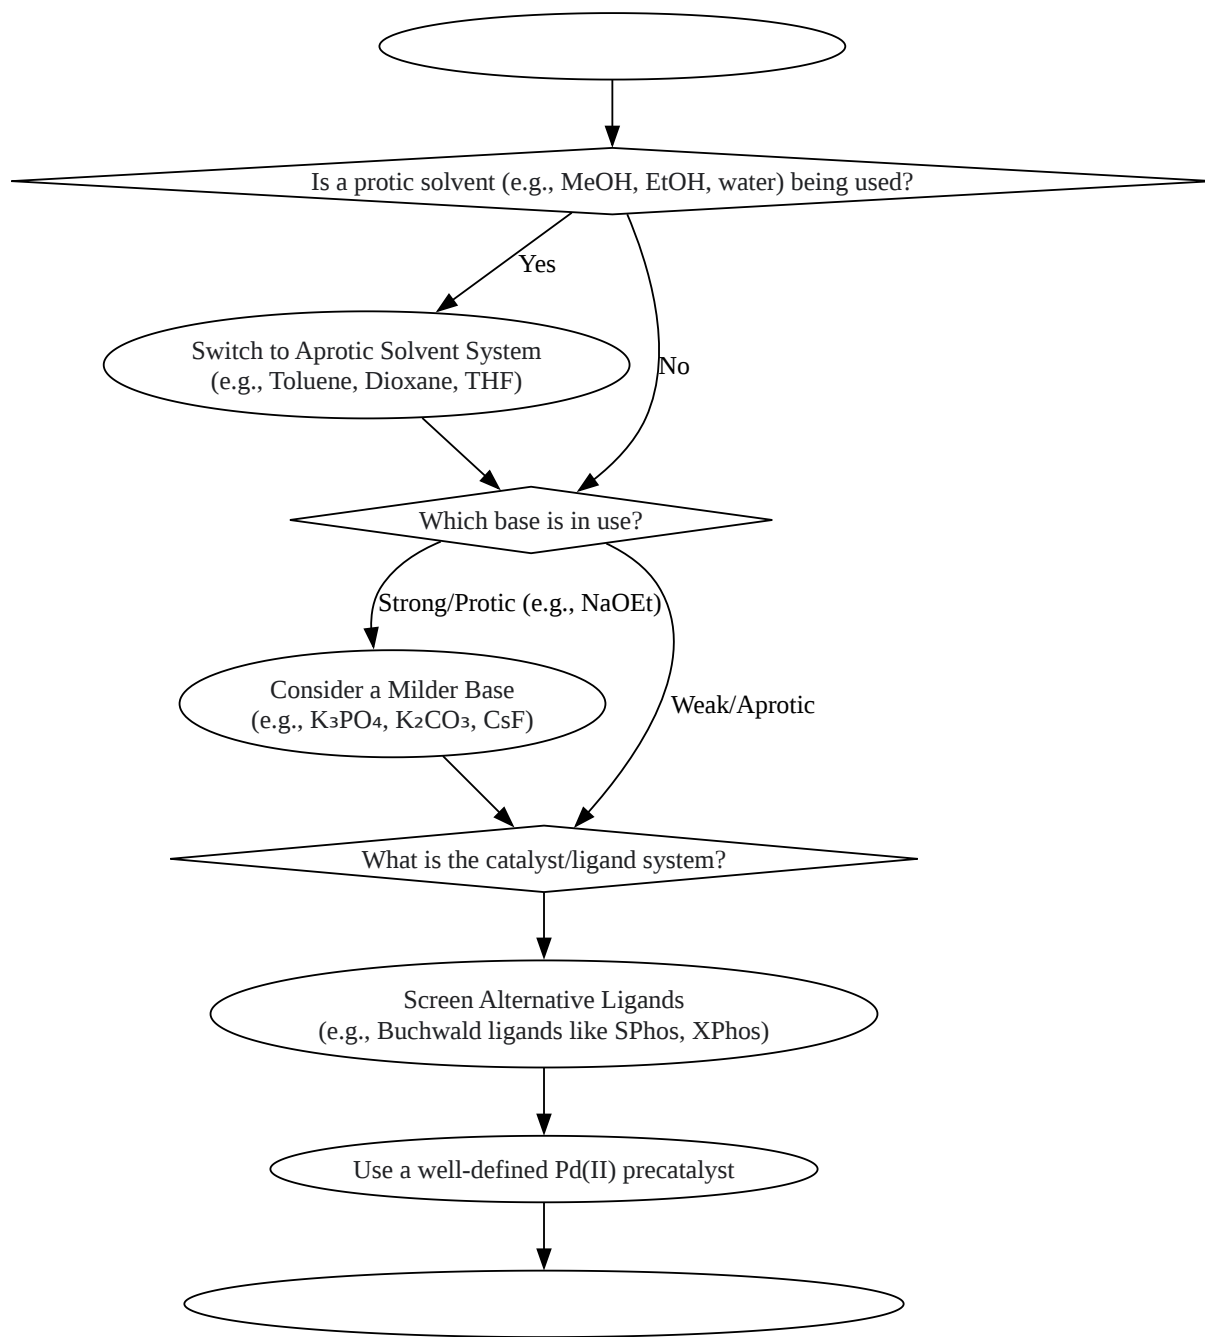 Is a protic solvent (e.g., MeOH, EtOH, water) being used?
Yes
Switch to Aprotic Solvent System
(e.g., Toluene, Dioxane, THF)
No
Which base is in use?
Strong/Protic (e.g., NaOEt)
Consider a Milder Base
(e.g., K₃PO₄, K₂CO₃, CsF)
Weak/Aprotic
What is the catalyst/ligand system?
Screen Alternative Ligands
(e.g., Buchwald ligands like SPhos, XPhos)
Use a well-defined Pd(II) precatalyst